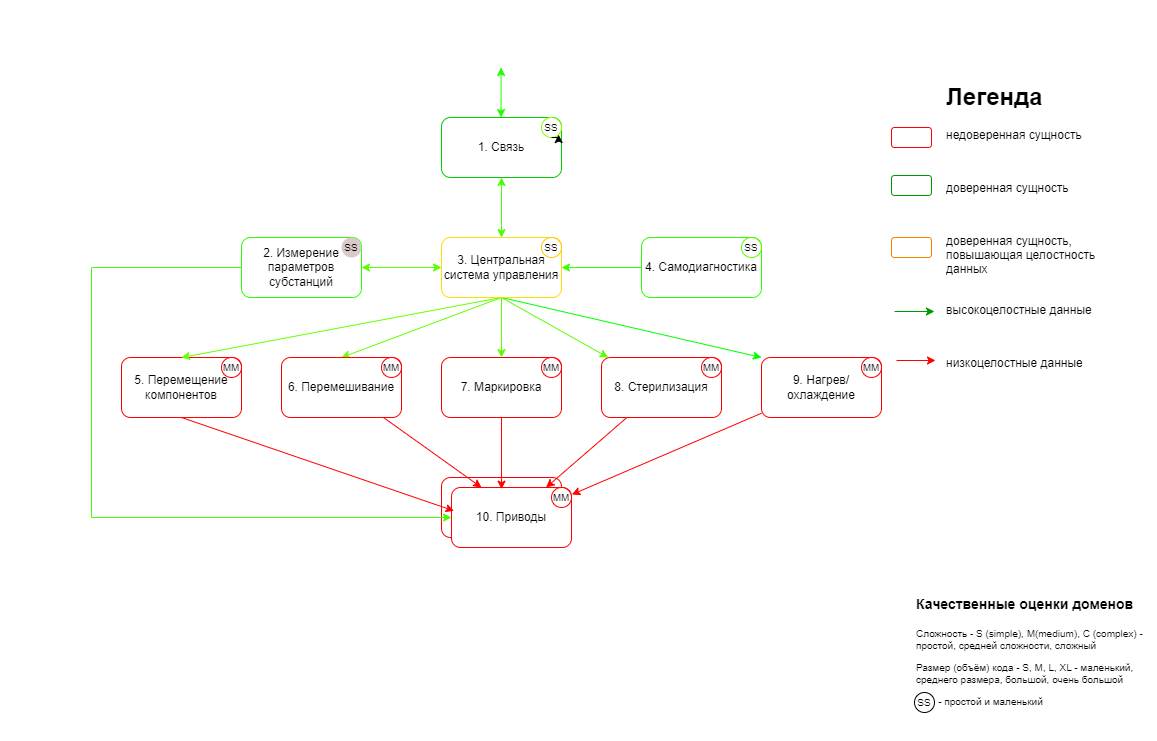 Легенда
недоверенная сущность
SS
1. Связь
доверенная сущность
SS
2. Измерение
параметров
субстанций
SS
3. Центральная
система управления
SS
4. Самодиагностика
доверенная сущность,
повышающая целостость
данных
высокоцелостные данные
MM
5. Перемещение
компонентов
MM
6. Перемешивание
MM
7. Маркировка
MM
8. Стерилизация
MM
9. Нагрев/
охлаждение
низкоцелостные данные
MM
10. Приводы
Качественные оценки доменов
Сложность - S (simple), M(medium), C (complex) -
простой, средней сложности, сложный
Размер (объём) кода - S, M, L, XL - маленький,
среднего размера, большой, очень большой
SS - простой и маленький